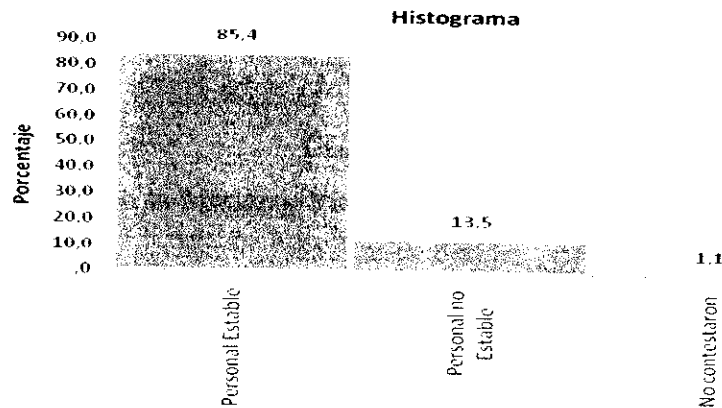 Histograma
90,0
80,0
70,0
60,0
50,0
40,0
30,0
20,0
10,0
,0
Porcentaje
85,4
13,5
1,1
Personal Estable
Personal no
Estable
No contestaron